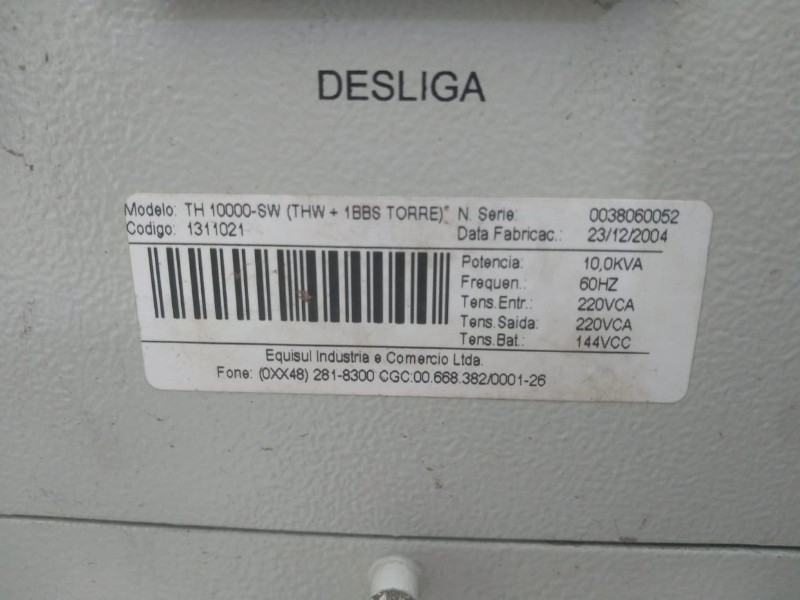 DESLIGA
Modelo: TH 10000-SW (THW + 1BBS TORRE)* N. Serie: 0038060052
Codigo: 1311021 Data Fabricac.: 23/12/2004
Potencia: 10,0KVA
Frequen.: 60HZ
Tens.Entr.: 220VCA
Tens.Saida: 220VCA
Tens.Bat.: 144VCC
Equisul Industria e Comercio Ltda.
Fone: (0XX48) 281-8300 CGC:00.668.382/0001-26